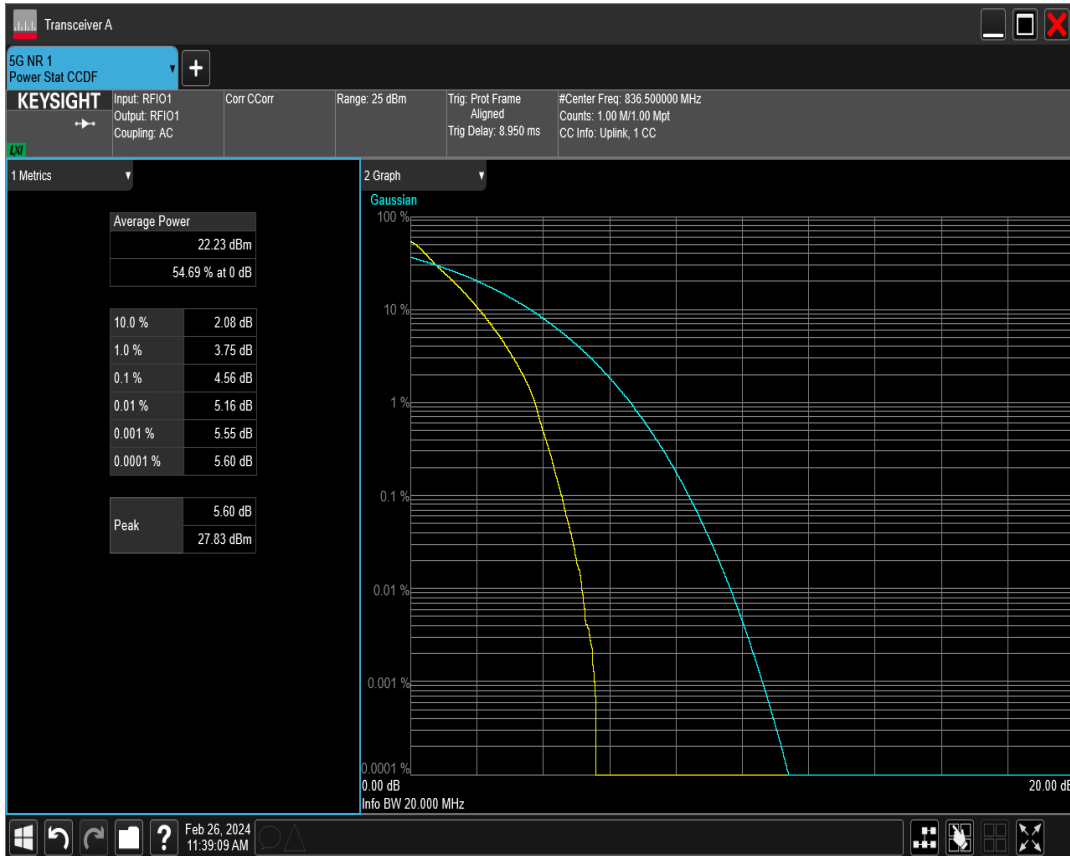 Transceiver A
5G NR 1
Power Stat CCDF
KEYSIGHT
LXI
Input: RFIO1
Output: RFIO1
Coupling: AC
Corr CCorr
Range: 25 dBm
Trig: Prot Frame
Aligned
Trig Delay: 8.950 ms
#Center Freq: 836.500000 MHz
Counts: 1.00 M/1.00 Mpt
CC Info: Uplink, 1 CC
1 Metrics
Average Power
22.23 dBm
54.69 % at 0 dB
10.0 % 2.08 dB
1.0 % 3.75 dB
0.1 % 4.56 dB
0.01 % 5.16 dB
0.001 % 5.55 dB
0.0001 % 5.60 dB
Peak 5.60 dB
27.83 dBm
2 Graph
Gaussian
100 %
10 %
1 %
0.1 %
0.01 %
0.001 %
0.0001 %
0.00 dB 20.00 dB
Info BW 20.000 MHz
?
Feb 26, 2024
11:39:09 AM